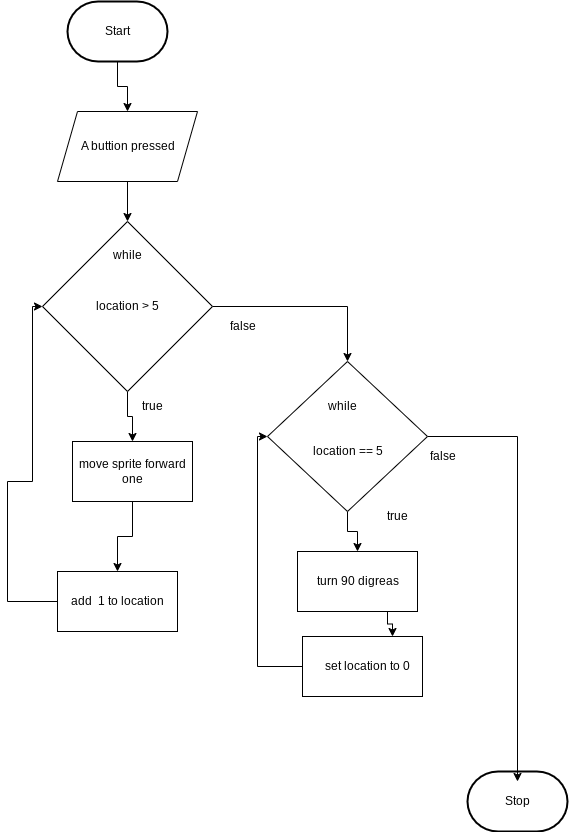 Start
A buttion pressed
while
location > 5
false
true
move sprite forward
one
add 1 to location
while
location == 5
false
true
turn 90 digreas
set location to 0
Stop